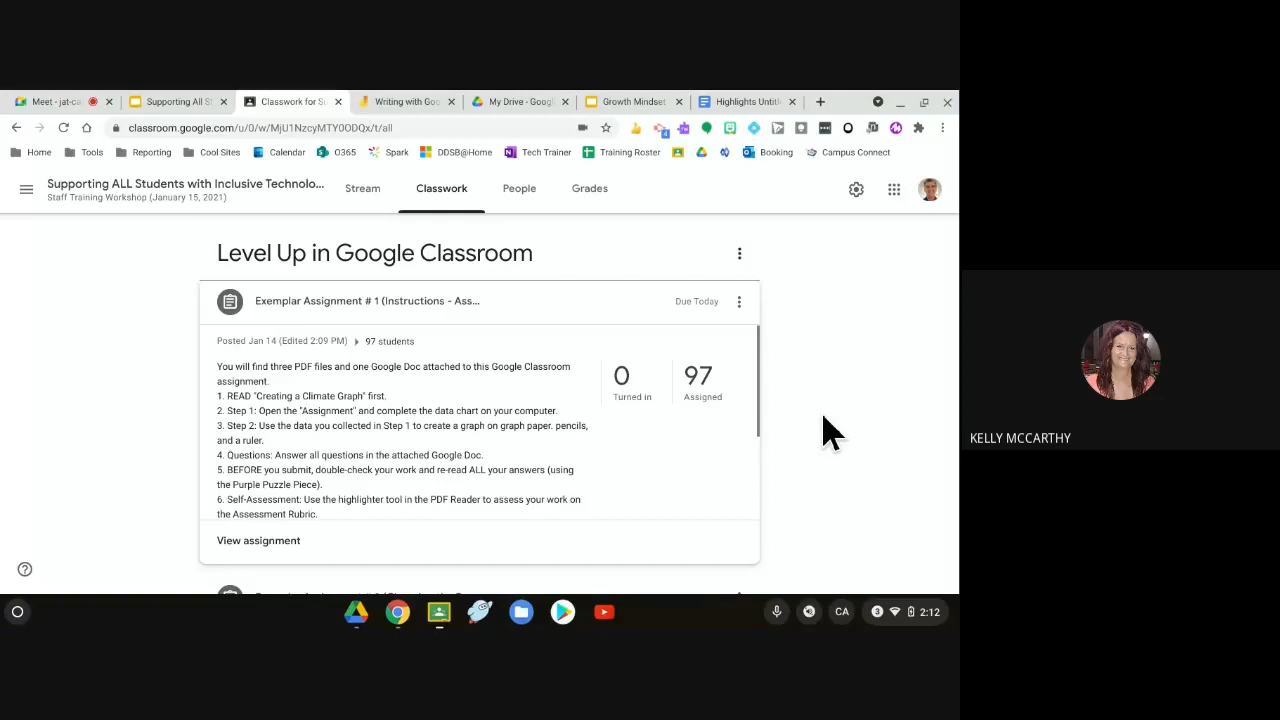 Meet - jat-ca
Supporting All St
Classwork for Su
Writing with Goo
My Drive - Googl
Growth Mindset
Highlights Untitl
classroom.google.com/u/0/w/MjU1NzcyMTY0ODQx/t/all
Home
Tools
Reporting
Cool Sites
Calendar
O365
Spark
DDSB@Home
Tech Trainer
Training Roster
Booking
Campus Connect
Supporting ALL Students with Inclusive Technolo...
Staff Training Workshop (January 15, 2021)
Stream
Classwork
People
Grades
Level Up in Google Classroom
Exemplar Assignment # 1 (Instructions - Ass...
Due Today
Posted Jan 14 (Edited 2:09 PM)
97 students
You will find three PDF files and one Google Doc attached to this Google Classroom
assignment.
1. READ "Creating a Climate Graph" first.
2. Step 1: Open the "Assignment" and complete the data chart on your computer.
3. Step 2: Use the data you collected in Step 1 to create a graph on graph paper. pencils,
and a ruler.
4. Questions: Answer all questions in the attached Google Doc.
5. BEFORE you submit, double-check your work and re-read ALL your answers (using
the Purple Puzzle Piece).
6. Self-Assessment: Use the highlighter tool in the PDF Reader to assess your work on
the Assessment Rubric.
0
Turned in
97
Assigned
View assignment
KELLY MCCARTHY
CA
3
2:12